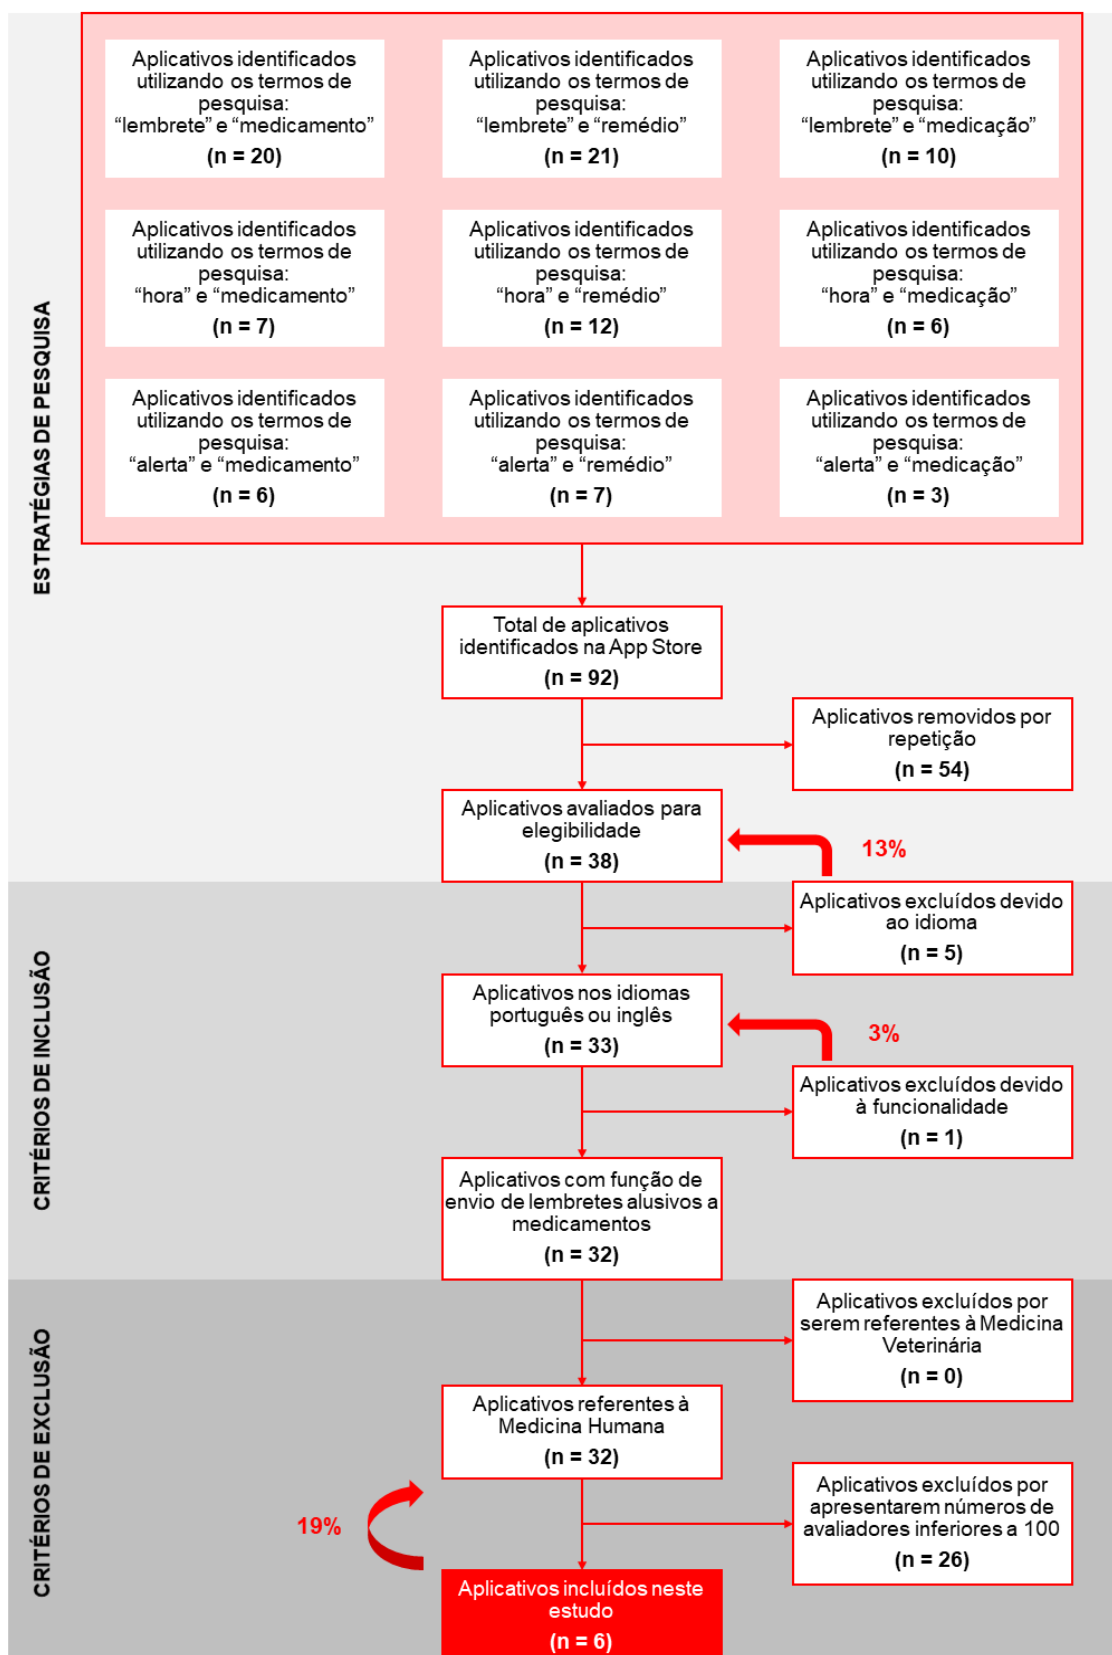 ESTRATÉGIAS DE PESQUISA
Aplicativos identificados
utilizando os termos de
pesquisa:
“lembrete” e “medicamento”
(n = 20)
Aplicativos identificados
utilizando os termos de
pesquisa:
“lembrete” e “remédio”
(n = 21)
Aplicativos identificados
utilizando os termos de
pesquisa:
“lembrete” e “medicação”
(n = 10)
Aplicativos identificados
utilizando os termos de
pesquisa:
“hora” e “medicamento”
(n = 7)
Aplicativos identificados
utilizando os termos de
pesquisa:
“hora” e “remédio”
(n = 12)
Aplicativos identificados
utilizando os termos de
pesquisa:
“hora” e “medicação”
(n = 6)
Aplicativos identificados
utilizando os termos de
pesquisa:
“alerta” e “medicamento”
(n = 6)
Aplicativos identificados
utilizando os termos de
pesquisa:
“alerta” e “remédio”
(n = 7)
Aplicativos identificados
utilizando os termos de
pesquisa:
“alerta” e “medicação”
(n = 3)
Total de aplicativos
identificados na App Store
(n = 92)
Aplicativos removidos por
repetição
(n = 54)
Aplicativos avaliados para
elegibilidade
(n = 38)
13%
CRITÉRIOS DE INCLUSÃO
Aplicativos excluídos devido
ao idioma
(n = 5)
Aplicativos nos idiomas
português ou inglês
(n = 33)
3%
Aplicativos excluídos devido
à funcionalidade
(n = 1)
Aplicativos com função de
envio de lembretes alusivos a
medicamentos
(n = 32)
CRITÉRIOS DE EXCLUSÃO
Aplicativos excluídos por
serem referentes à Medicina
Veterinária
(n = 0)
Aplicativos referentes à
Medicina Humana
(n = 32)
19%
Aplicativos excluídos por
apresentarem números de
avaliadores inferiores a 100
(n = 26)
Aplicativos incluídos neste
estudo
(n = 6)